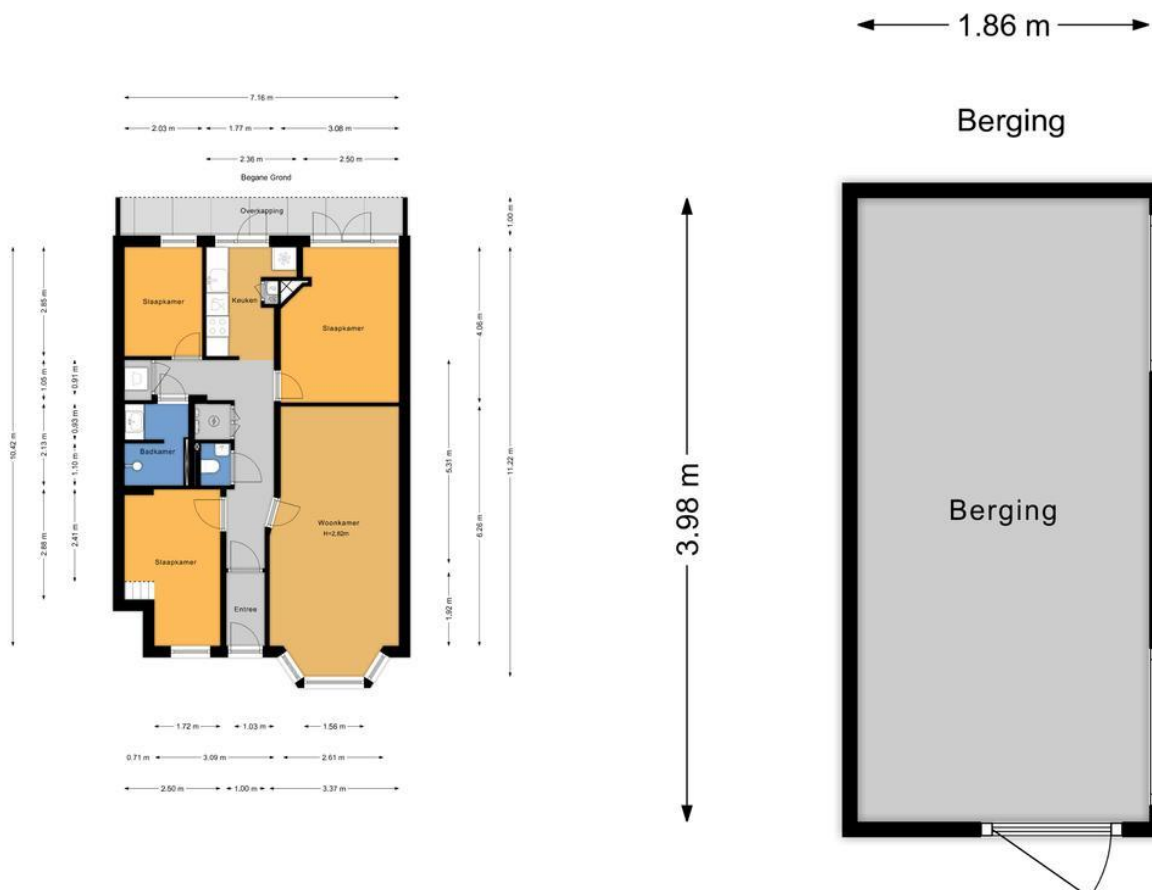 1.86 m
Berging
7.16 m
2.03 m
1.77 m
3.08 m
2.36 m
2.50 m
Begane Grond
Overkapping
1.00 m
Slaapkamer
Keuken
Slaapkamer
Badkamer
Woonkamer
H=2,62m
Slaapkamer
Entree
10.42 m
2.85 m
1.05 m
2.13 m
2.88 m
0.91 m
0.93 m
1.10 m
2.41 m
5.31 m
1.92 m
4.06 m
6.26 m
11.22 m
1.72 m
1.03 m
1.56 m
0.71 m
3.09 m
2.61 m
2.50 m
1.00 m
3.37 m
3.98 m
Berging